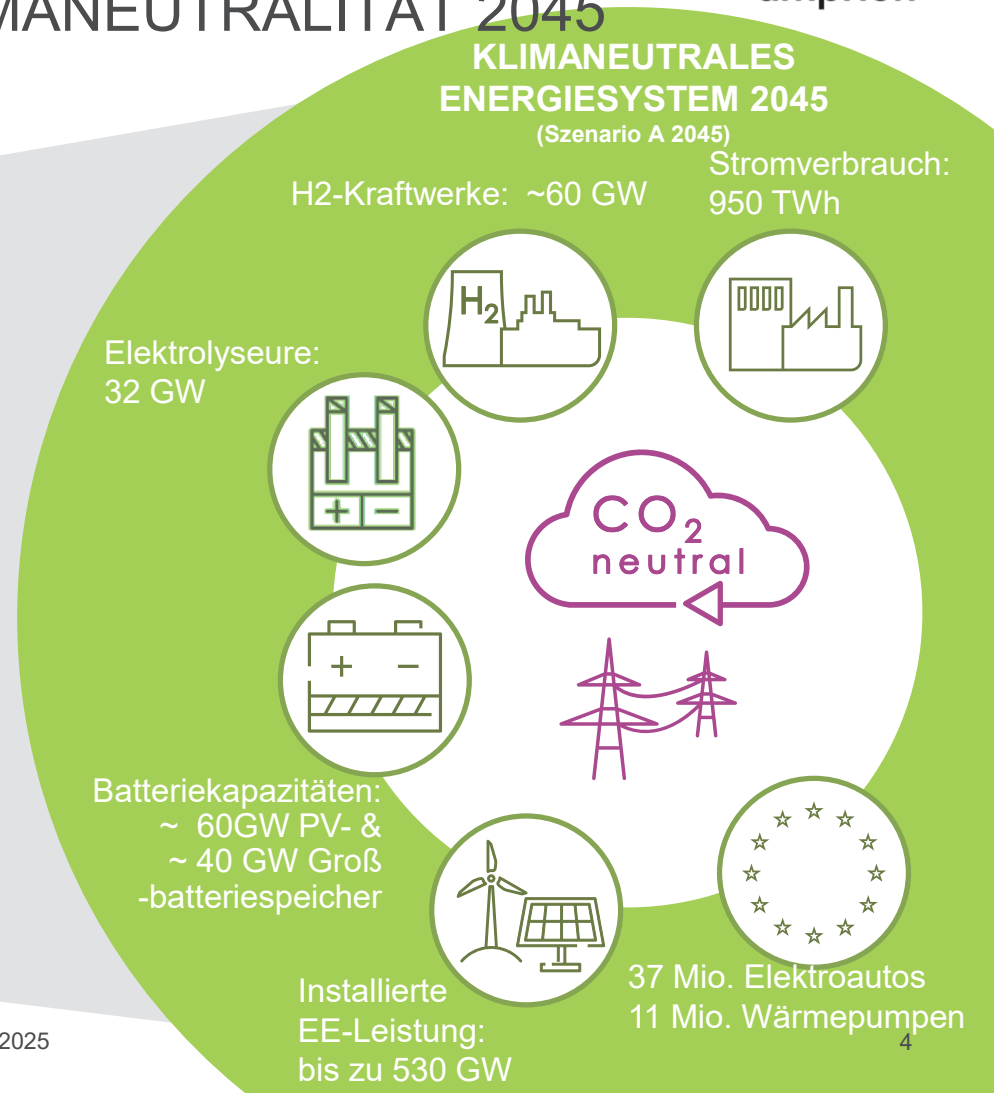 MANEUTRALITÄT 2045
KLIMANEUTRALES
ENERGIESYSTEM 2045
(Szenario A 2045)
Stromverbrauch:
950 TWh
H2-Kraftwerke: ~60 GW
H2
Elektrolyseure:
32 GW
+ -
CO2
neutral
+ -
Batteriekapazitäten:
~ 60GW PV- &
~ 40 GW Groß
-batteriespeicher
Installierte
EE-Leistung:
bis zu 530 GW
37 Mio. Elektroautos
11 Mio. Wärmepumpen
2025
4